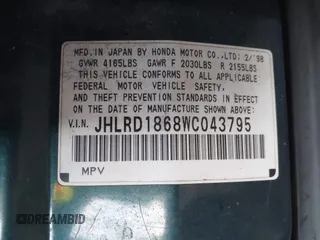 MFD. IN JAPAN BY HONDA MOTOR CO.,LTD: 2/'98
GVWR 4165LBS GAWR F 2030LBS R 2155LBS
THIS VEHICLE CONFORMS TO ALL APPLICABLE
FEDERAL MOTOR VEHICLE SAFETY,
AND THEFT PREVENTION STANDARDS IN EFFECT
ON THE DATE OF MANUFACTURE SHOWN ABOVE:
V.I.N. JHLRD1868WC043795
MPV
DREAMBID